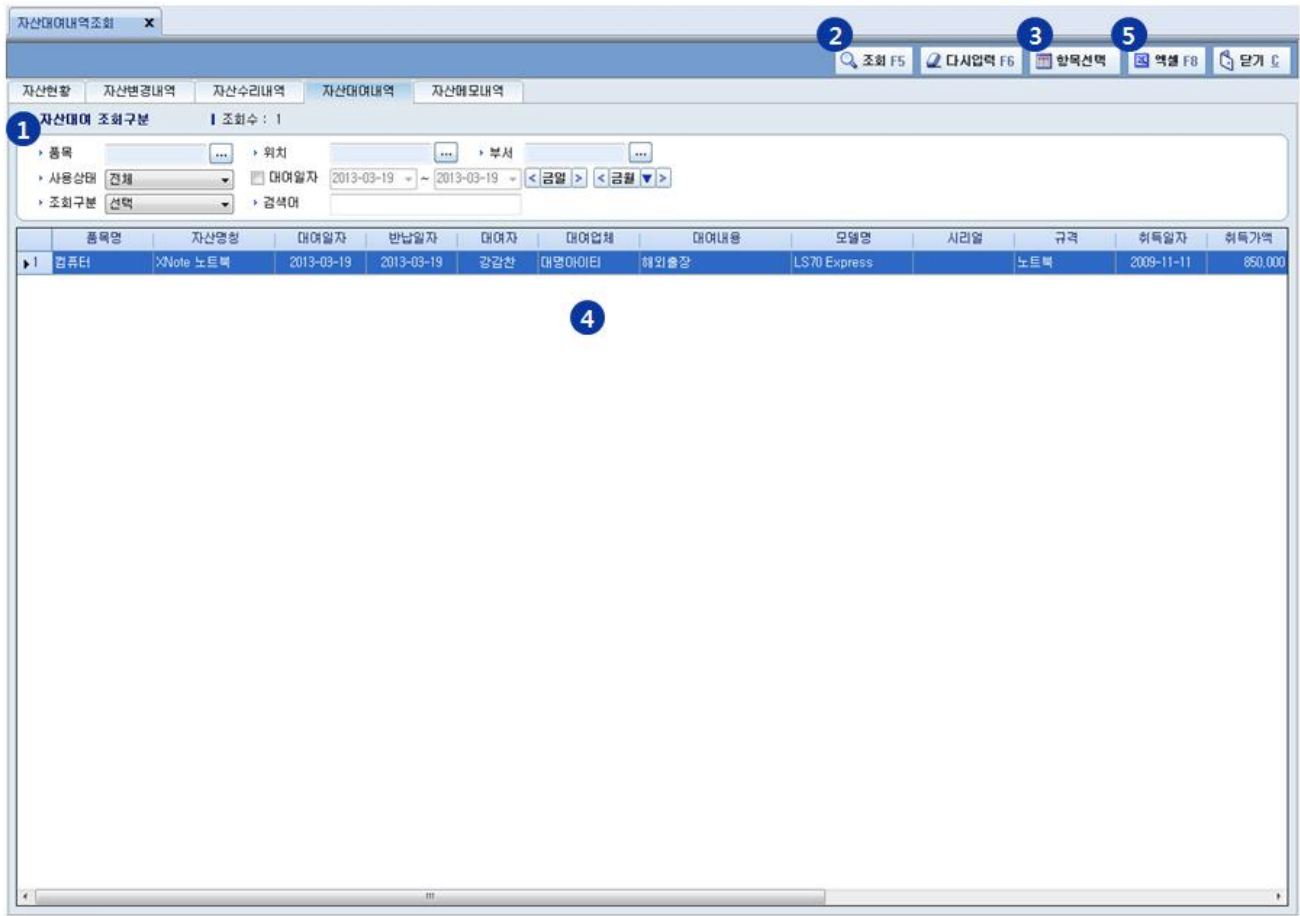 자산대여내역조회 x
2 3 5
조회 F5 다시입력 F6 항목선택 엑셀 F8 닫기 C
자산현황 자산변경내역 자산수리내역 자산대여내역 자산메모내역
1 자산대여 조회구분 조회수 : 1
품목 ... 위치 ... 부서 ...
사용상태 전체 대여일자 2013-03-19 ~ 2013-03-19 < 금일 > < 금월 ▼ >
조회구분 선택 검색어
품목명 자산명칭 대여일자 반납일자 대여자 대여업체 대여내용 모델명 시리얼 규격 취득일자 취득가액
1 컴퓨터 XNote 노트북 2013-03-19 2013-03-19 강감찬 대명아이티 해외출장 LS70 Express 노트북 2009-11-11 850,000
4